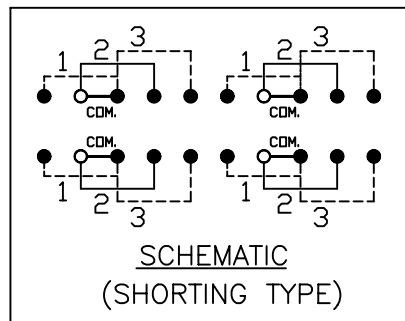 1 2 3 1 2 3
COM. COM.
COM. COM.
1 2 3 1 2 3
SCHEMATIC
(SHORTING TYPE)